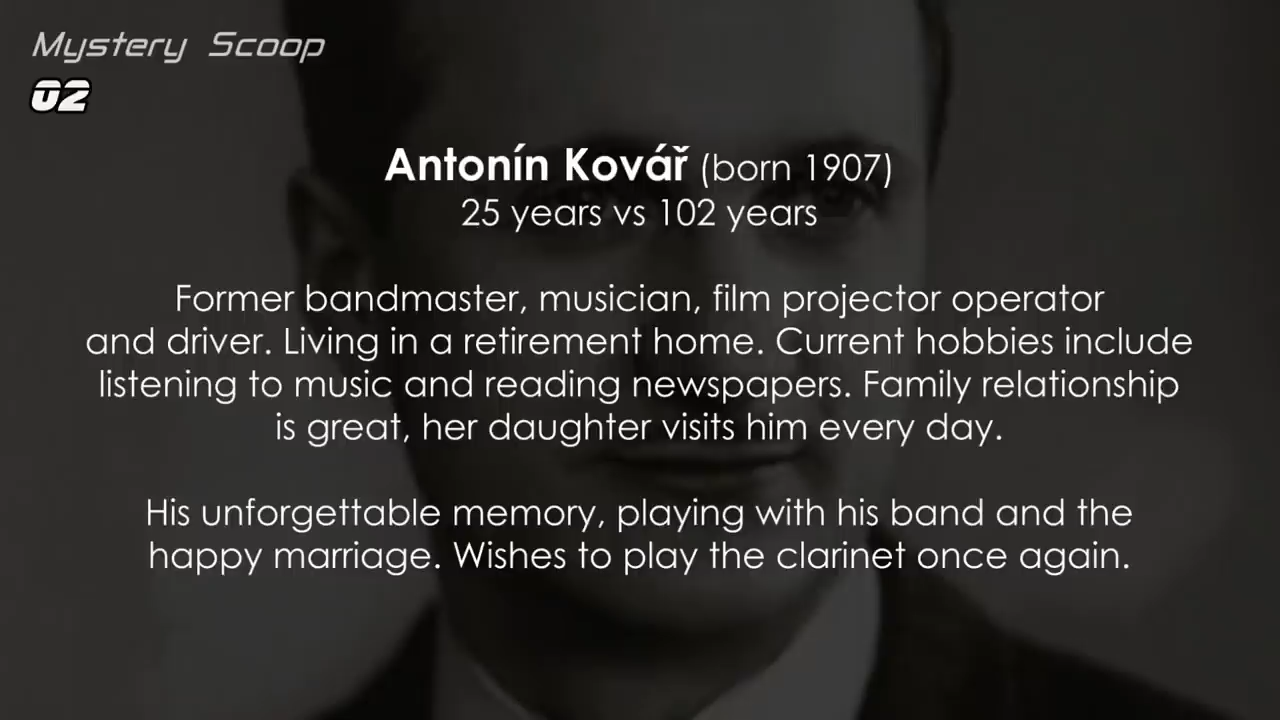 Mystery Scoop
02
Antonín Kovář (born 1907)
25 years vs 102 years
Former bandmaster, musician, film projector operator
and driver. Living in a retirement home. Current hobbies include
listening to music and reading newspapers. Family relationship
is great, her daughter visits him every day.
His unforgettable memory, playing with his band and the
happy marriage. Wishes to play the clarinet once again.